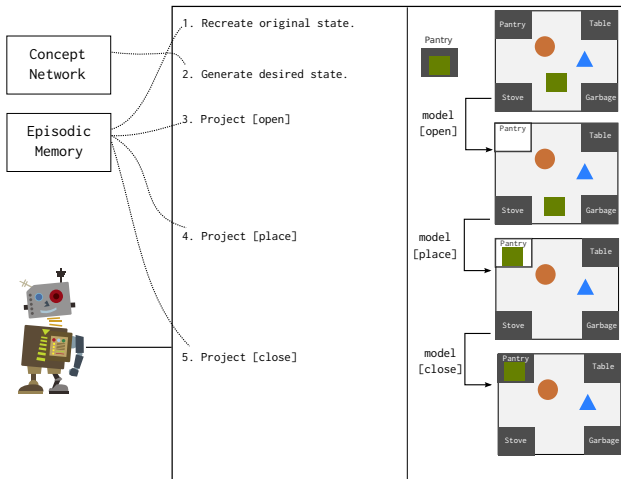 Concept
Network
Episodic
Memory
1. Recreate original state.
2. Generate desired state.
3. Project [open]
4. Project [place]
5. Project [close]
Pantry
Pantry
Table
Stove
Garbage
model
[open]
Pantry
Table
Stove
Garbage
model
[place]
Pantry
Table
Stove
Garbage
model
[close]
Pantry
Table
Stove
Garbage